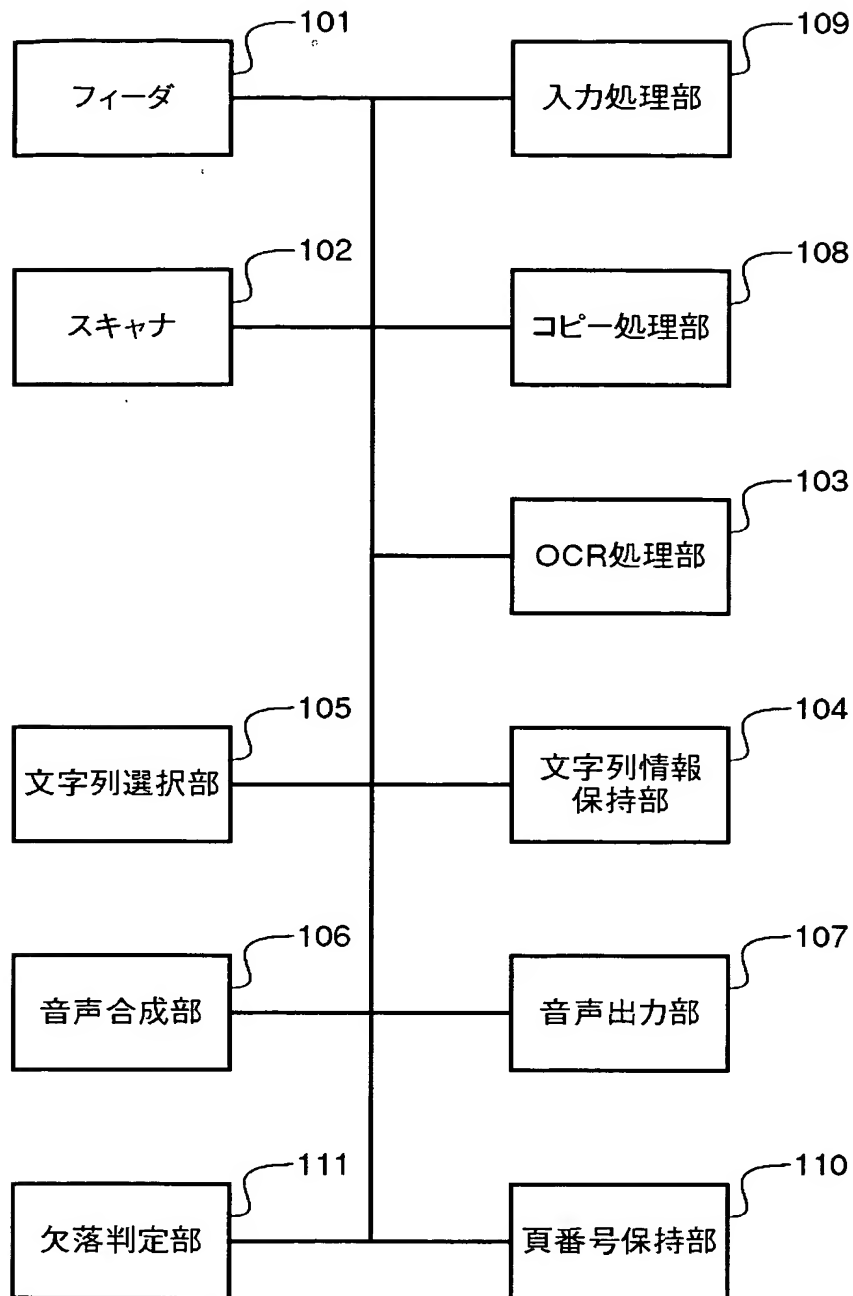 101
フィーダ
109
入力処理部
102
スキャナ
108
コピー処理部
103
OCR処理部
105
文字列選択部
104
文字列情報
保持部
106
音声合成部
107
音声出力部
111
欠落判定部
110
頁番号保持部